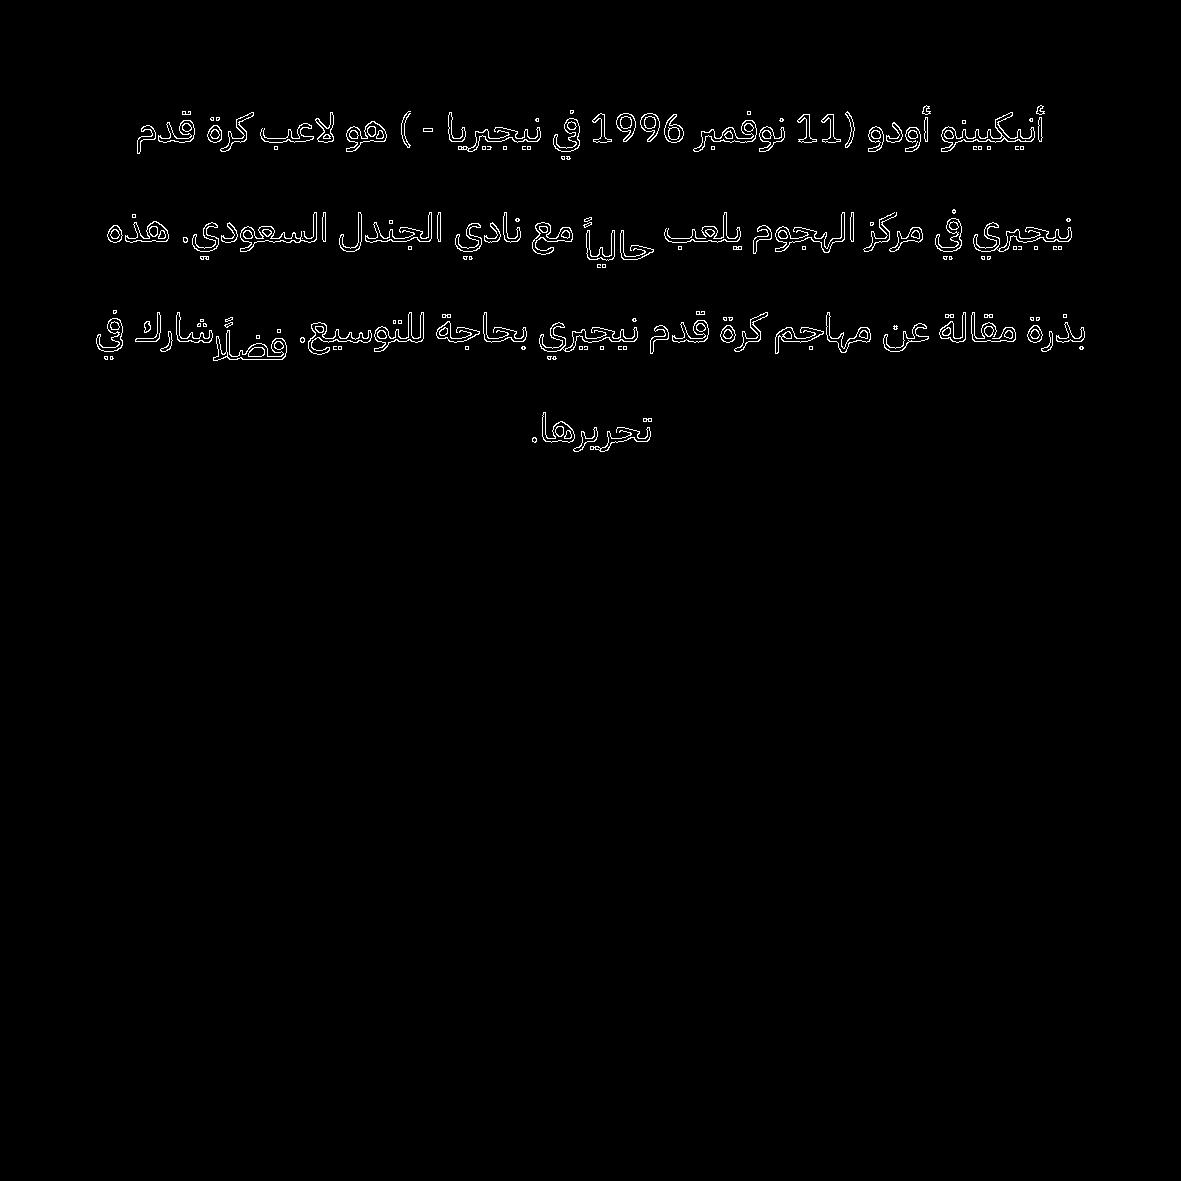 أنيكبينو أودو (11 نوفمبر 1996 في نيجيريا - ) هو لاعب كرة قدم
نيجيري في مركز الهجوم يلعب حالياً مع نادي الجندل السعودي. هذه
بذرة مقالة عن مهاجم كرة قدم نيجيري بحاجة للتوسيع. فضلًا شارك في
تحريرها.